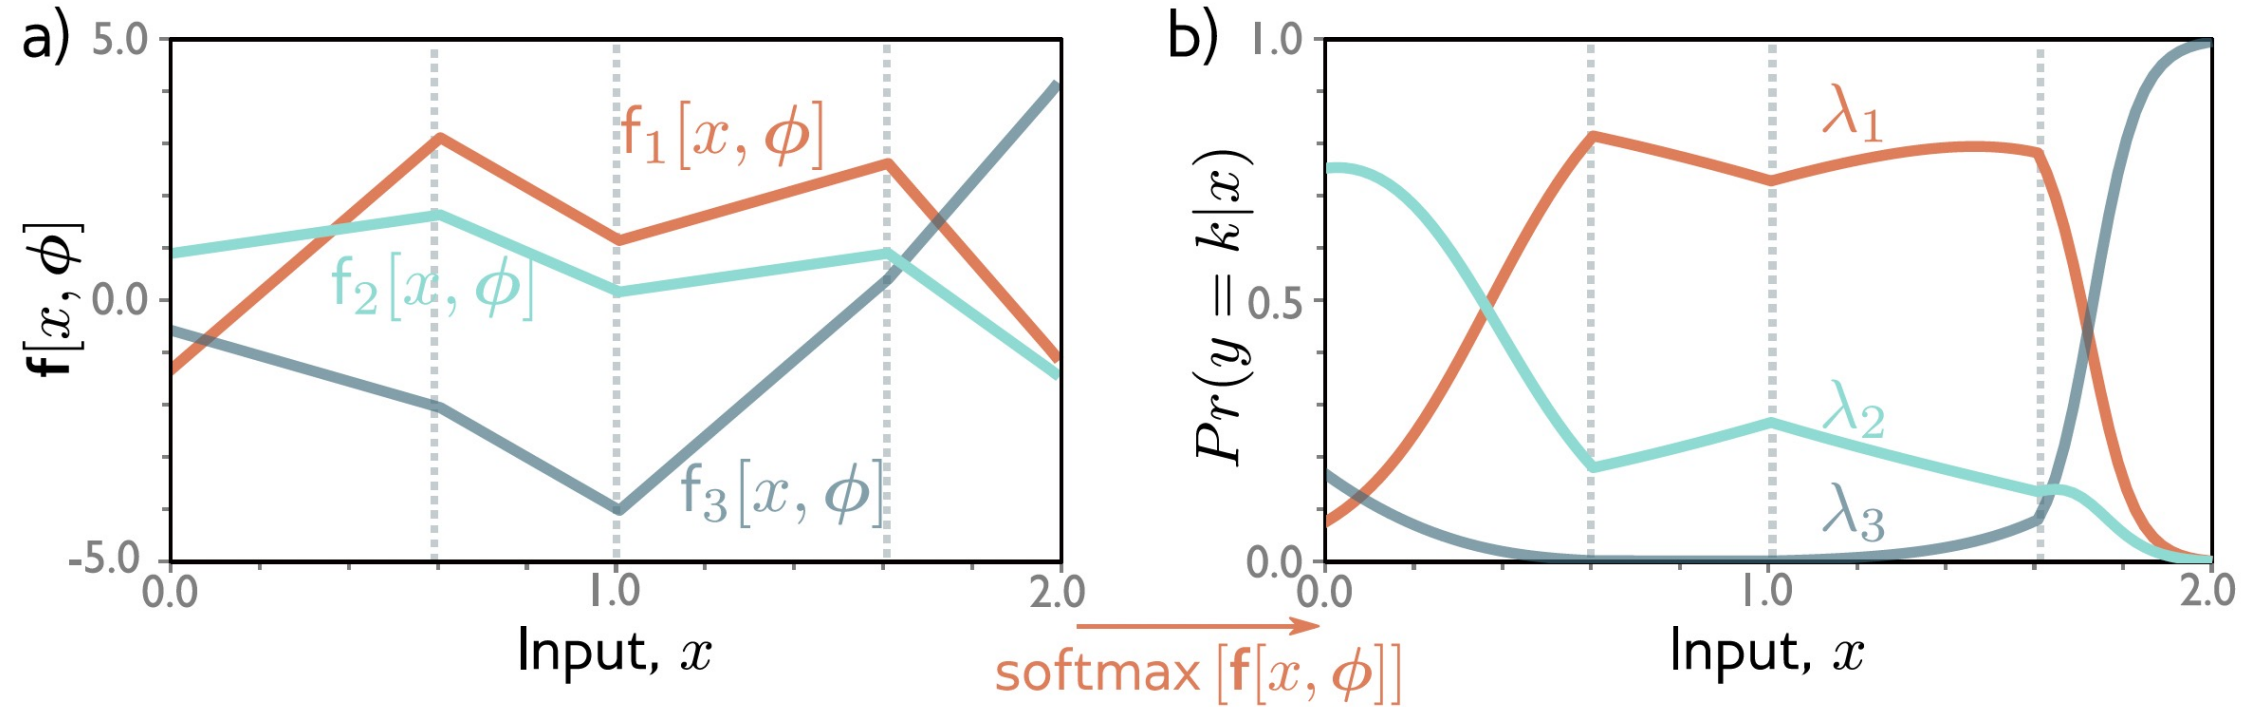 a)
5.0
0.0
-5.0
f[x, ϕ]
f₁[x, ϕ]
f₂[x, ϕ]
f₃[x, ϕ]
0.0 1.0 2.0
Input, x
softmax [f[x, ϕ]]
b)
1.0
0.5
0.0
Pr(y = k|x)
λ₁
λ₂
λ₃
0.0 1.0 2.0
Input, x